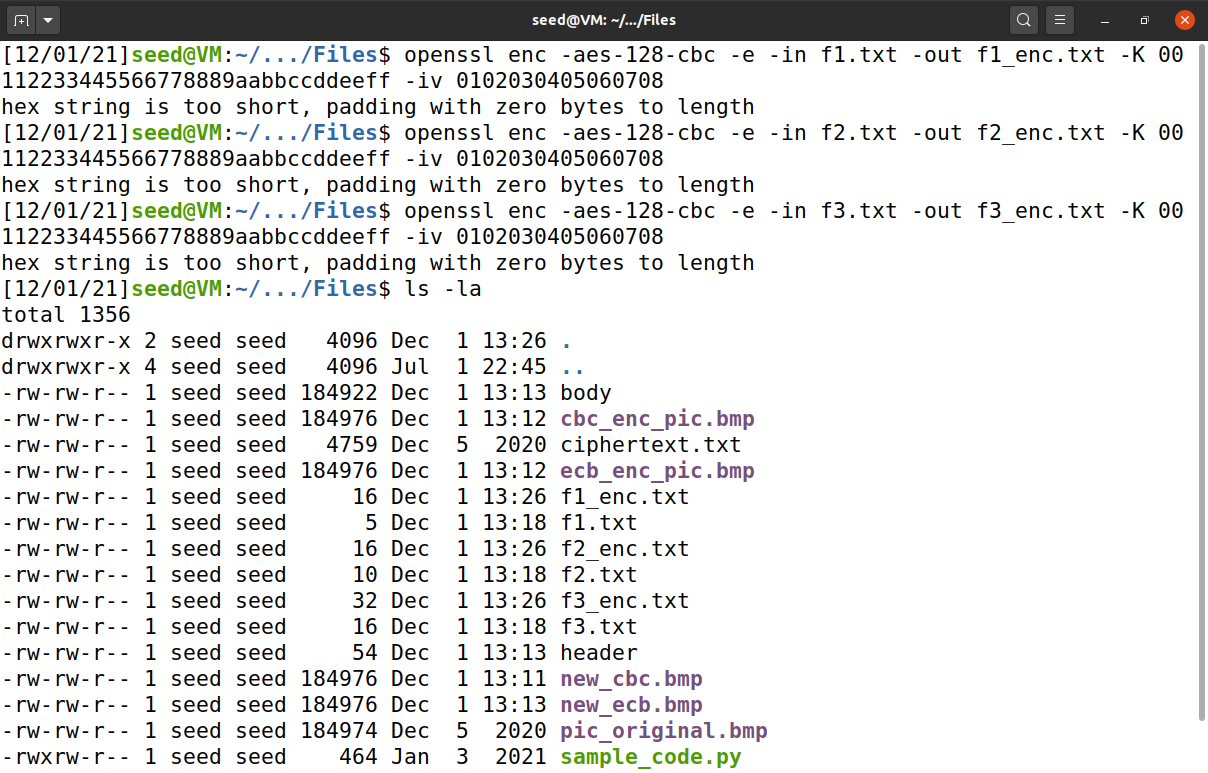 seed@VM: ~/.../Files
[12/01/21]seed@VM:~/.../Files$ openssl enc -aes-128-cbc -e -in f1.txt -out f1_enc.txt -K 00
112233445566778889aabbccddeeff -iv 0102030405060708
hex string is too short, padding with zero bytes to length
[12/01/21]seed@VM:~/.../Files$ openssl enc -aes-128-cbc -e -in f2.txt -out f2_enc.txt -K 00
112233445566778889aabbccddeeff -iv 0102030405060708
hex string is too short, padding with zero bytes to length
[12/01/21]seed@VM:~/.../Files$ openssl enc -aes-128-cbc -e -in f3.txt -out f3_enc.txt -K 00
112233445566778889aabbccddeeff -iv 0102030405060708
hex string is too short, padding with zero bytes to length
[12/01/21]seed@VM:~/.../Files$ ls -la
total 1356
drwxrwxr-x 2 seed seed   4096 Dec  1 13:26 .
drwxrwxr-x 4 seed seed   4096 Jul  1 22:45 ..
-rw-rw-r-- 1 seed seed 184922 Dec  1 13:13 body
-rw-rw-r-- 1 seed seed 184976 Dec  1 13:12 cbc_enc_pic.bmp
-rw-rw-r-- 1 seed seed   4759 Dec  5  2020 ciphertext.txt
-rw-rw-r-- 1 seed seed 184976 Dec  1 13:12 ecb_enc_pic.bmp
-rw-rw-r-- 1 seed seed     16 Dec  1 13:26 f1_enc.txt
-rw-rw-r-- 1 seed seed      5 Dec  1 13:18 f1.txt
-rw-rw-r-- 1 seed seed     16 Dec  1 13:26 f2_enc.txt
-rw-rw-r-- 1 seed seed     10 Dec  1 13:18 f2.txt
-rw-rw-r-- 1 seed seed     32 Dec  1 13:26 f3_enc.txt
-rw-rw-r-- 1 seed seed     16 Dec  1 13:18 f3.txt
-rw-rw-r-- 1 seed seed     54 Dec  1 13:13 header
-rw-rw-r-- 1 seed seed 184976 Dec  1 13:11 new_cbc.bmp
-rw-rw-r-- 1 seed seed 184976 Dec  1 13:13 new_ecb.bmp
-rw-rw-r-- 1 seed seed 184974 Dec  5  2020 pic_original.bmp
-rwxrw-r-- 1 seed seed    464 Jan  3  2021 sample_code.py